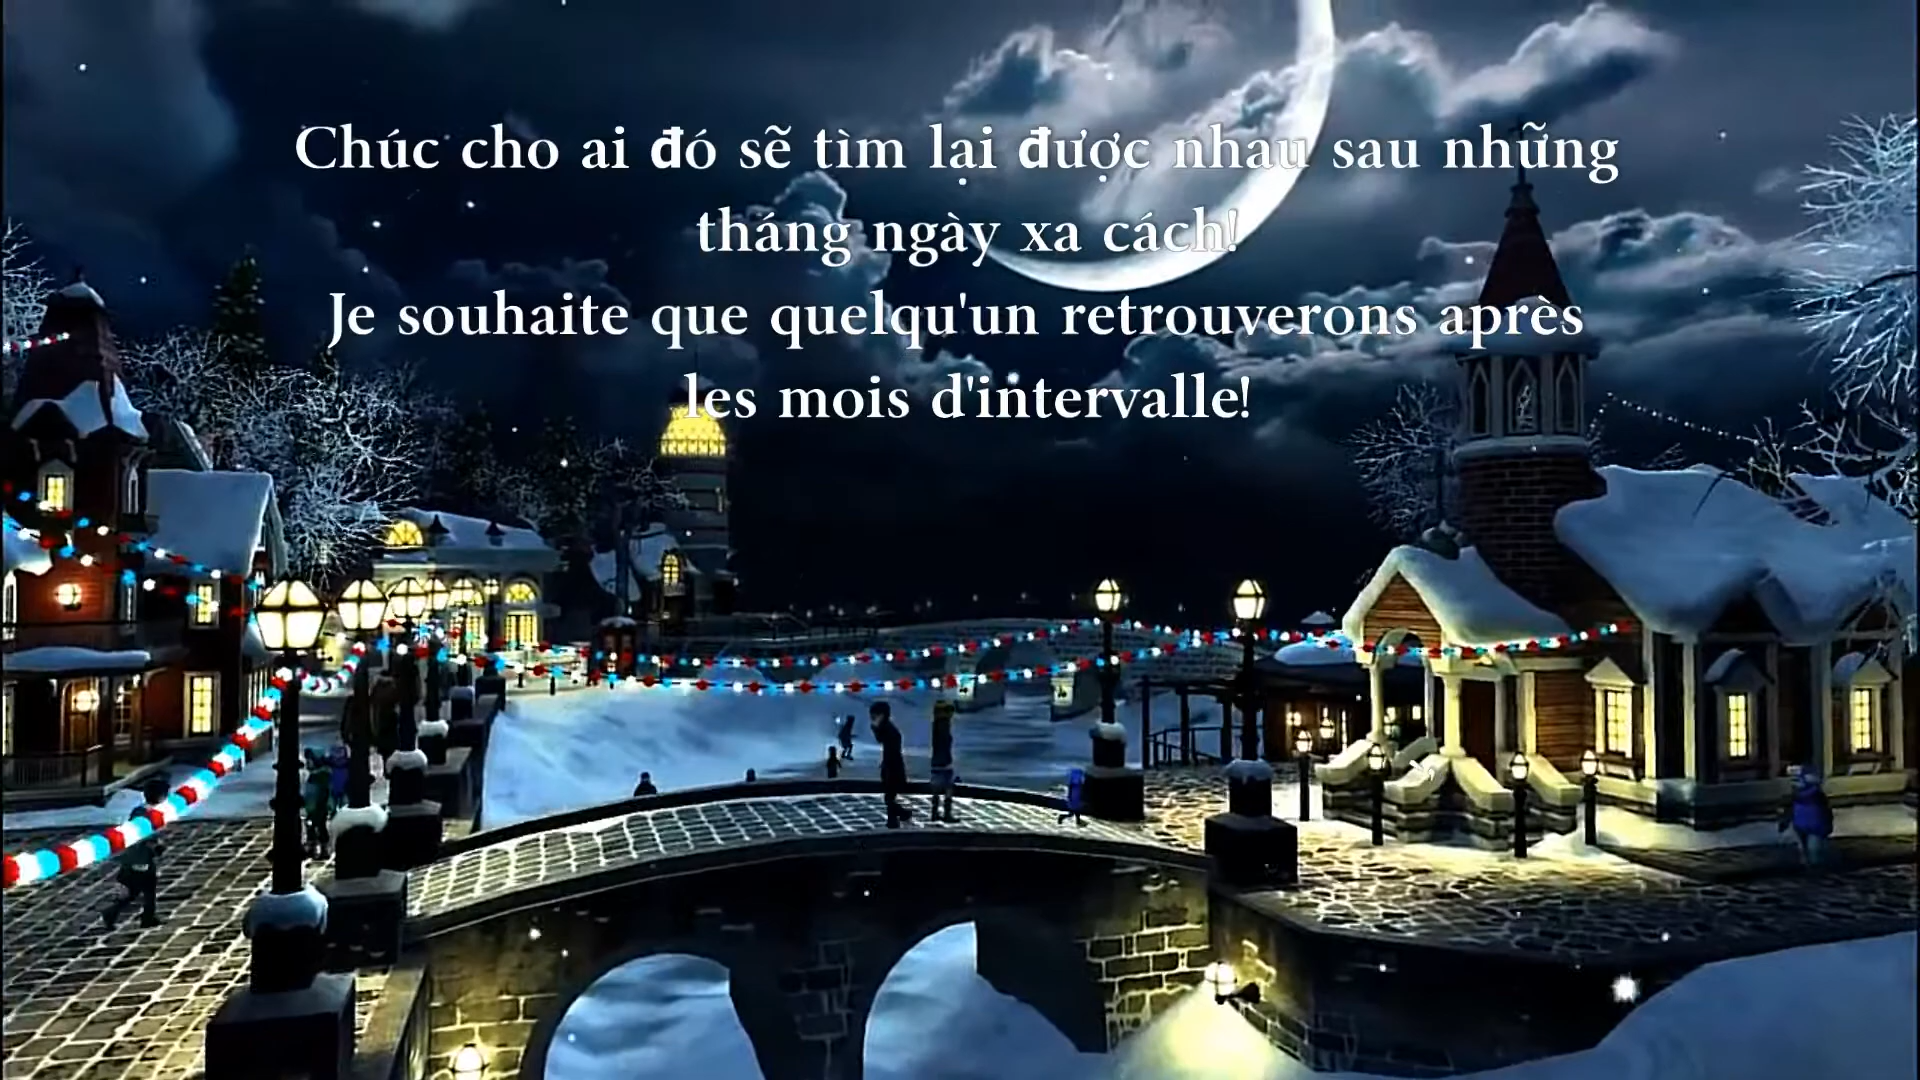 Chúc cho ai đó sẽ tìm lại được nhau sau những
tháng ngày xa cách!
Je souhaite que quelqu'un retrouverons après
les mois d'intervalle!